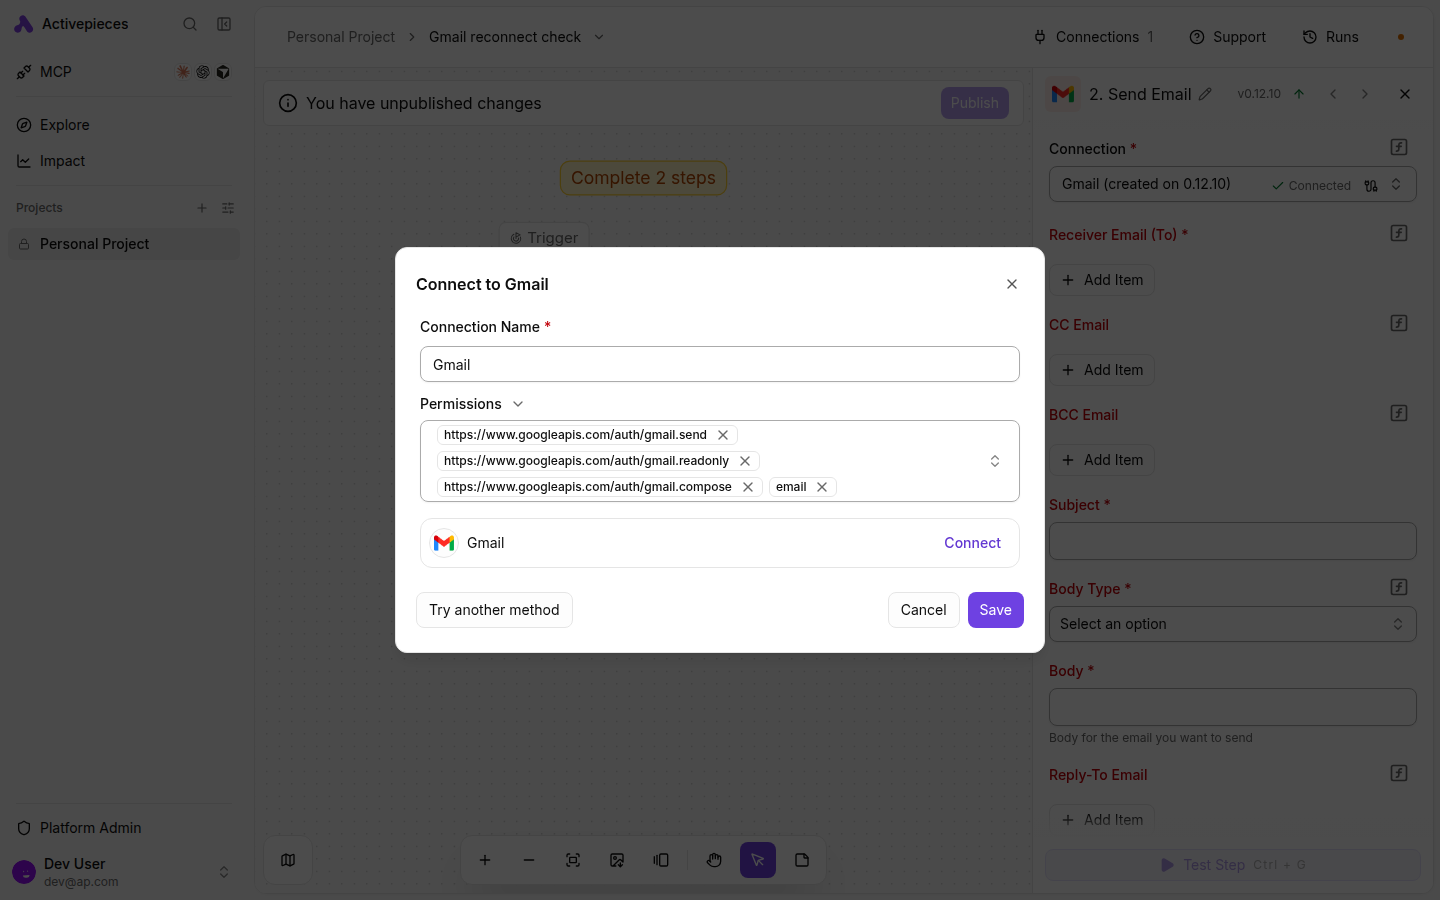 Activepieces
MCP
Explore
Impact
Projects
Personal Project
Platform Admin
Dev User
dev@ap.com
Personal Project > Gmail reconnect check
Connections 1
Support
Runs
You have unpublished changes
Publish
Complete 2 steps
Trigger
Connect to Gmail
Connection Name *
Gmail
Permissions
https://www.googleapis.com/auth/gmail.send
https://www.googleapis.com/auth/gmail.readonly
https://www.googleapis.com/auth/gmail.compose
email
Gmail
Connect
Try another method
Cancel
Save
2. Send Email
v0.12.10
Connection *
Gmail (created on 0.12.10)
Connected
Receiver Email (To) *
Add Item
CC Email
Add Item
BCC Email
Add Item
Subject *
Body Type *
Select an option
Body *
Body for the email you want to send
Reply-To Email
Add Item
Test Step Ctrl + G